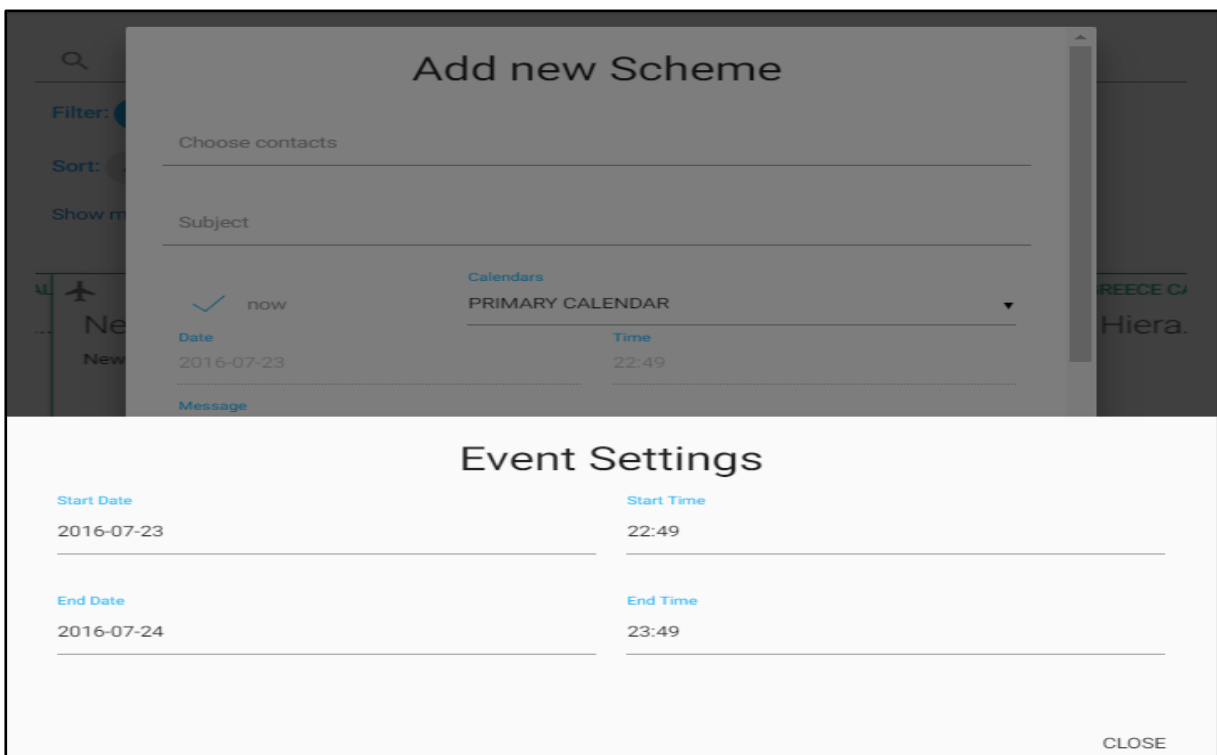 Add new Scheme
Filter:
Choose contacts
Sort:
Show m
Subject
Calendars
now
PRIMARY CALENDAR
REECE CA
Ne
Hiera.
Date
Time
2016-07-23
22:49
New
Message
Event Settings
Start Date
Start Time
2016-07-23
22:49
End Date
End Time
2016-07-24
23:49
CLOSE